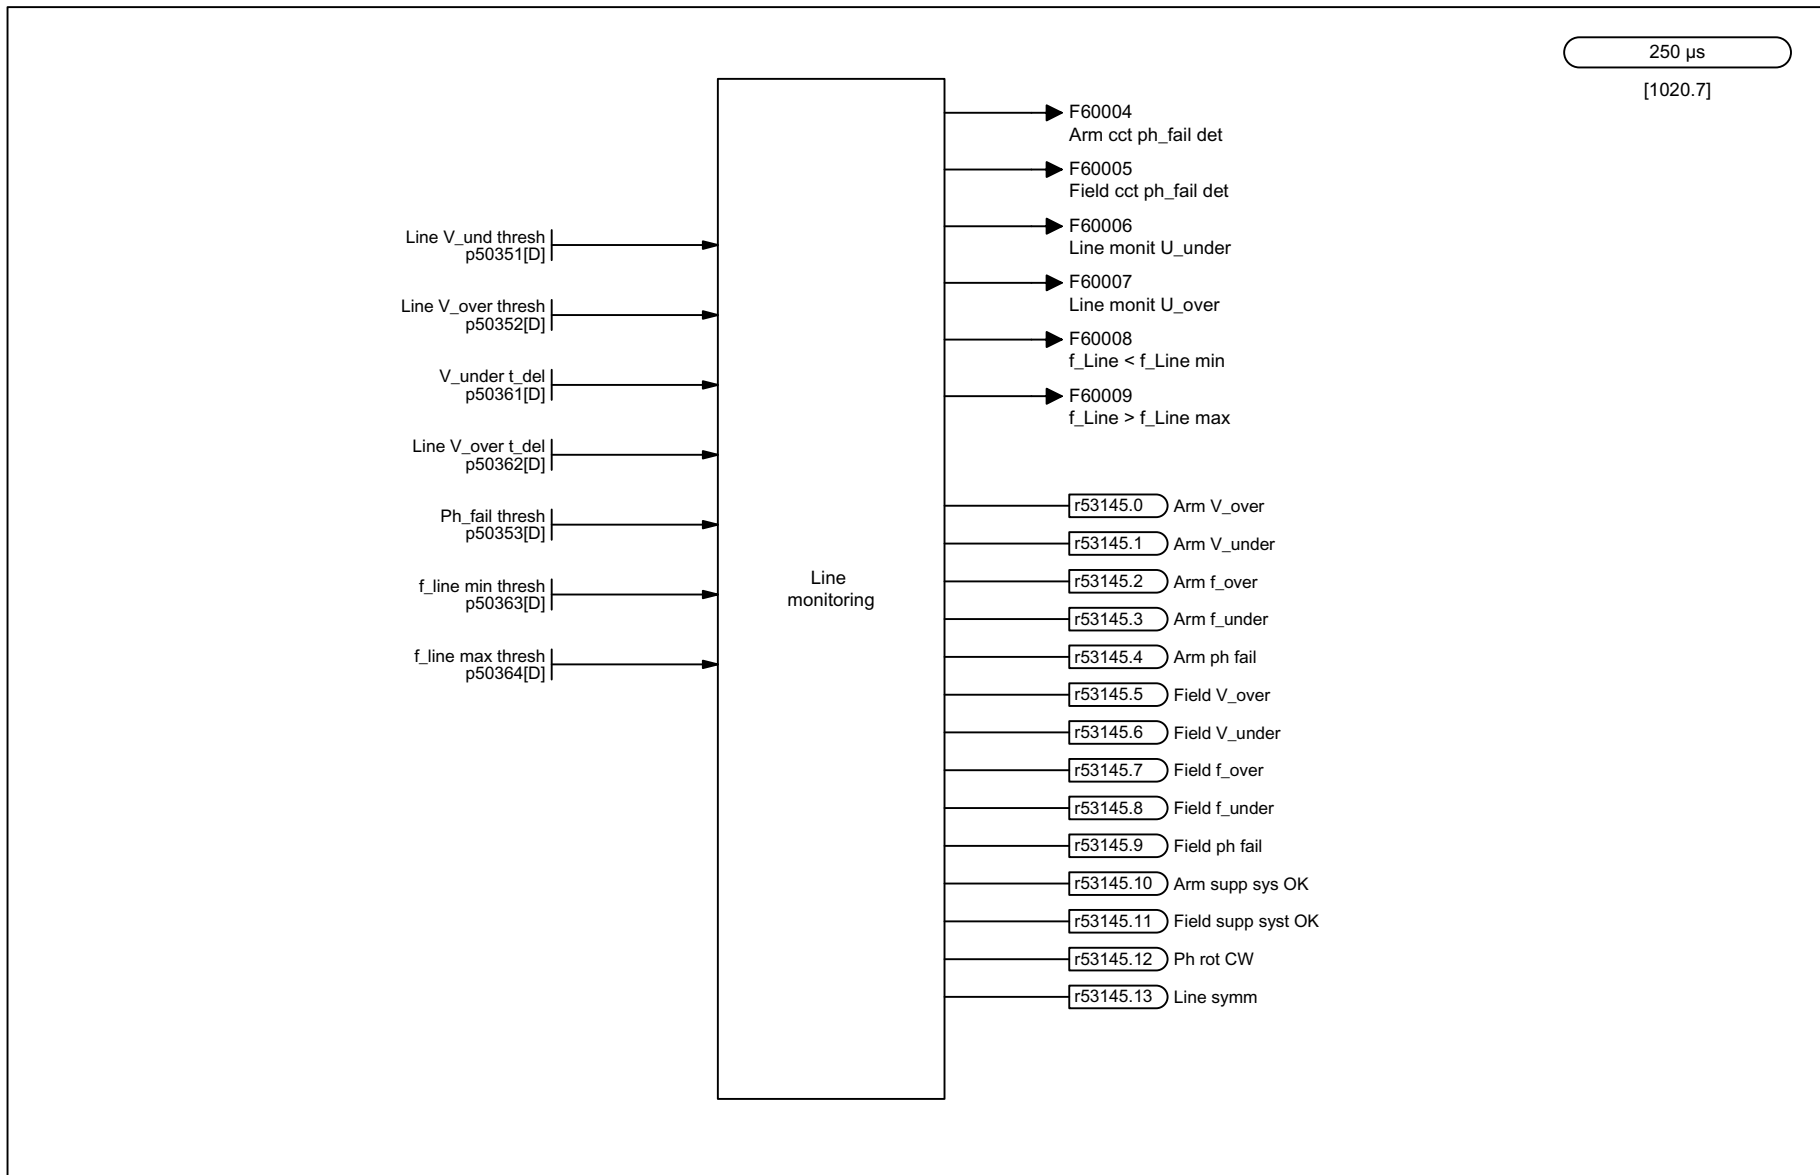 250 µs
[1020.7]
Line V_und thresh
p50351[D]
Line V_over thresh
p50352[D]
V_under t_del
p50361[D]
Line V_over t_del
p50362[D]
Ph_fail thresh
p50353[D]
f_line min thresh
p50363[D]
f_line max thresh
p50364[D]
Line
monitoring
F60004
Arm cct ph_fail det
F60005
Field cct ph_fail det
F60006
Line monit U_under
F60007
Line monit U_over
F60008
f_Line < f_Line min
F60009
f_Line > f_Line max
r53145.0 Arm V_over
r53145.1 Arm V_under
r53145.2 Arm f_over
r53145.3 Arm f_under
r53145.4 Arm ph fail
r53145.5 Field V_over
r53145.6 Field V_under
r53145.7 Field f_over
r53145.8 Field f_under
r53145.9 Field ph fail
r53145.10 Arm supp sys OK
r53145.11 Field supp syst OK
r53145.12 Ph rot CW
r53145.13 Line symm